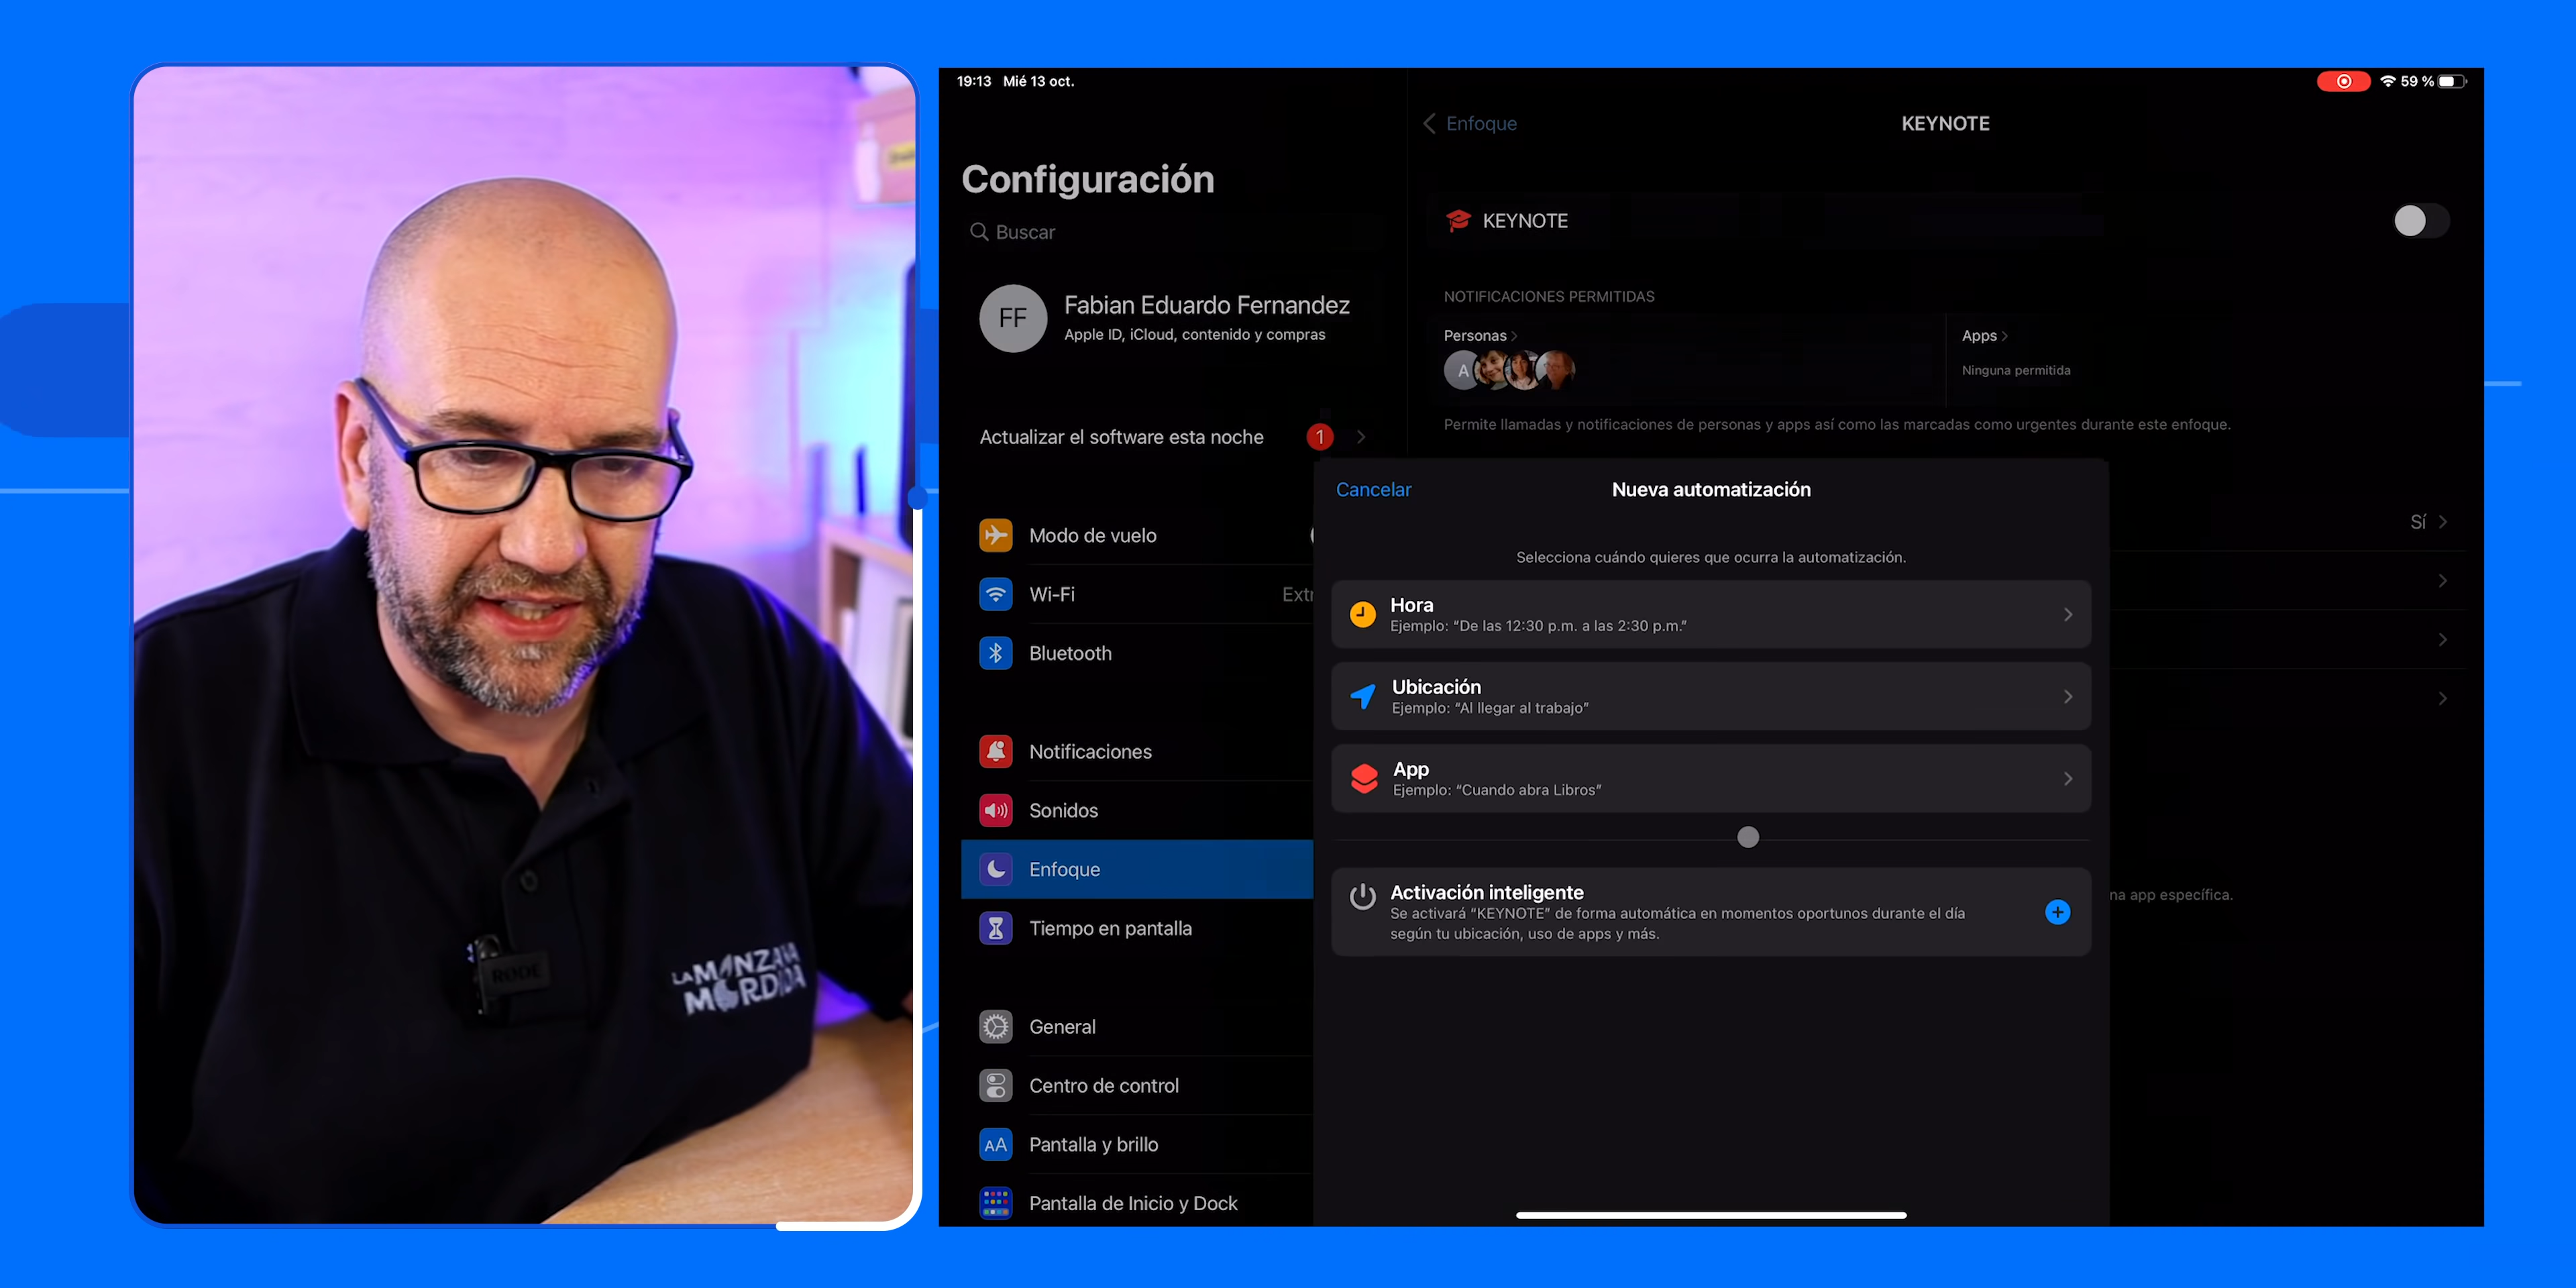 RODE
LA MANZANA
MORDIDA
19:13 Mié 13 oct.
59 %
Configuración
Buscar
FF
Fabian Eduardo Fernandez
Apple ID, iCloud, contenido y compras
Actualizar el software esta noche
1
Modo de vuelo
Wi-Fi
Extr
Bluetooth
Notificaciones
Sonidos
Enfoque
Tiempo en pantalla
General
Centro de control
AA
Pantalla y brillo
Pantalla de Inicio y Dock
Enfoque
KEYNOTE
KEYNOTE
NOTIFICACIONES PERMITIDAS
Personas
A
Apps
Ninguna permitida
Permite llamadas y notificaciones de personas y apps así como las marcadas como urgentes durante este enfoque.
Sí
na app específica.
Cancelar
Nueva automatización
Selecciona cuándo quieres que ocurra la automatización.
Hora
Ejemplo: “De las 12:30 p.m. a las 2:30 p.m.”
Ubicación
Ejemplo: “Al llegar al trabajo”
App
Ejemplo: “Cuando abra Libros”
Activación inteligente
Se activará “KEYNOTE” de forma automática en momentos oportunos durante el día
según tu ubicación, uso de apps y más.